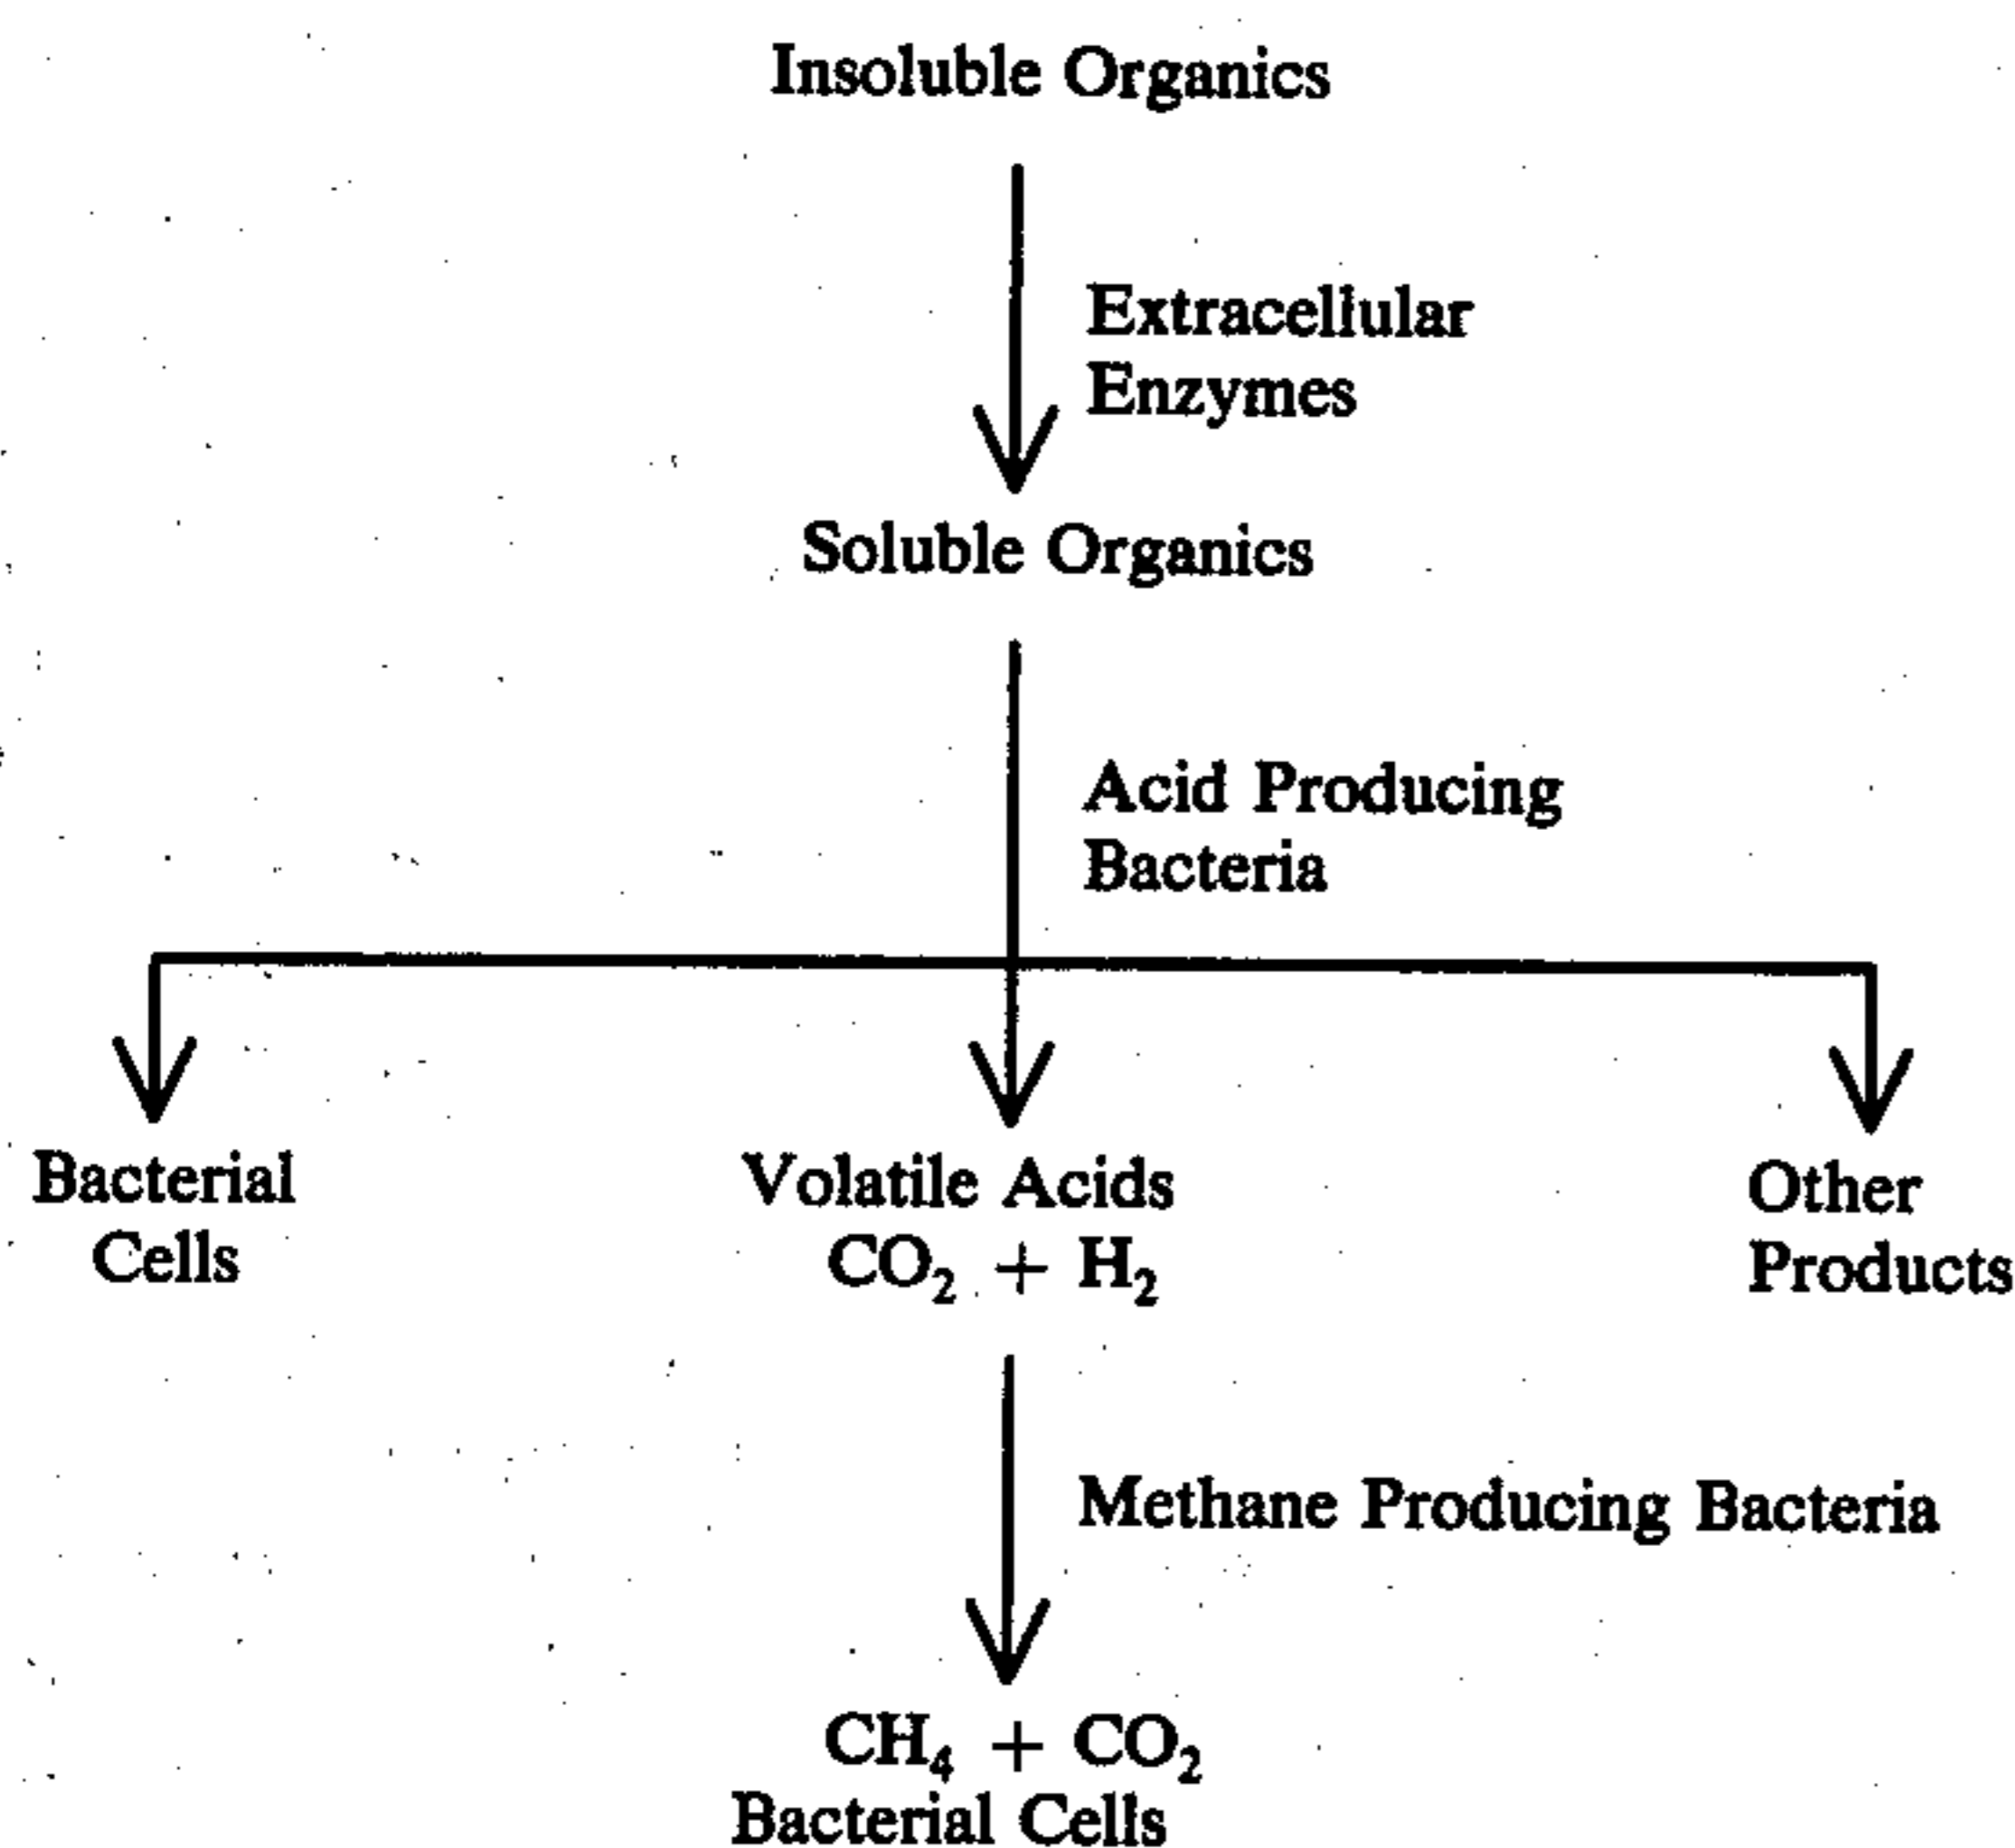 Insoluble Organics
Extracellular
Enzymes
Soluble Organics
Acid Producing
Bacteria
Bacterial
Cells
Volatile Acids
CO₂ + H₂
Other
Products
Methane Producing Bacteria
CH₄ + CO₂
Bacterial Cells